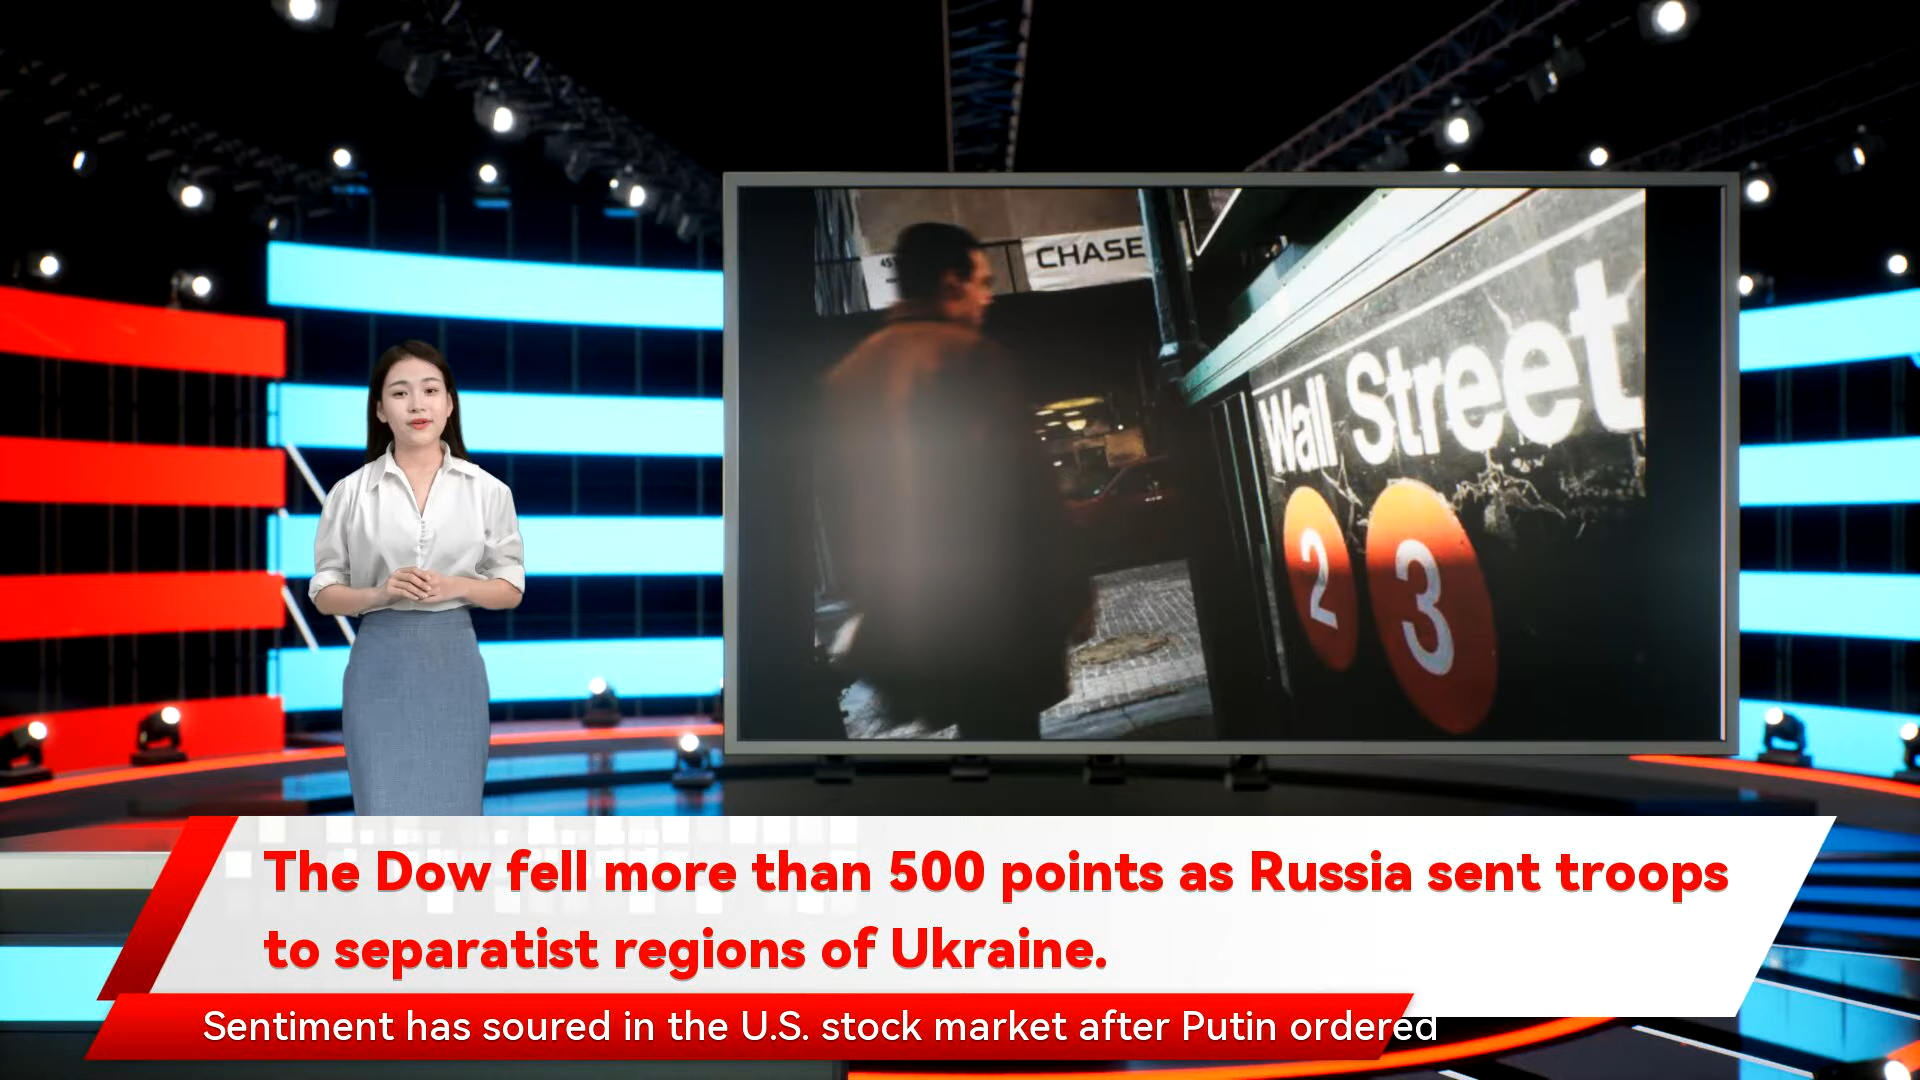 CHASE
Wall Street
2 3
The Dow fell more than 500 points as Russia sent troops
to separatist regions of Ukraine.
Sentiment has soured in the U.S. stock market after Putin ordered